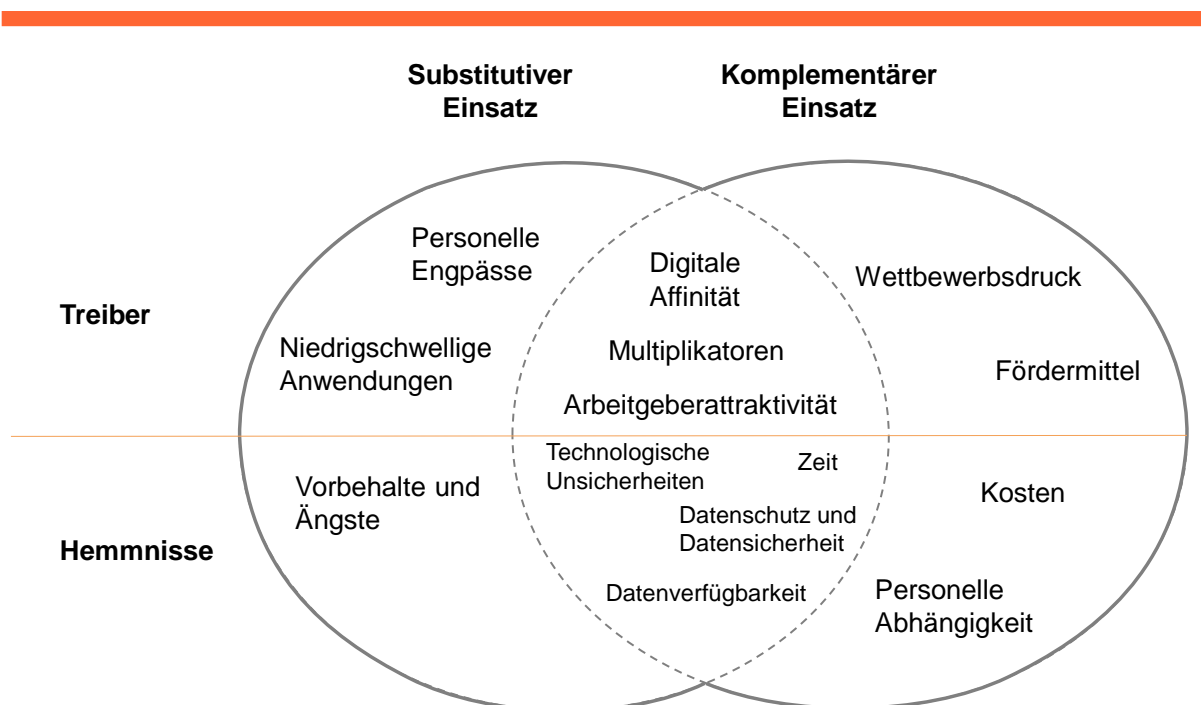 Substitutiver
Einsatz
Komplementärer
Einsatz
Treiber
Personelle
Engpässe
Niedrigschwellige
Anwendungen
Digitale
Affinität
Multiplikatoren
Arbeitgeberattraktivität
Wettbewerbsdruck
Fördermittel
Hemmnisse
Vorbehalte und
Ängste
Technologische
Unsicherheiten
Zeit
Datenschutz und
Datensicherheit
Datenverfügbarkeit
Kosten
Personelle
Abhängigkeit